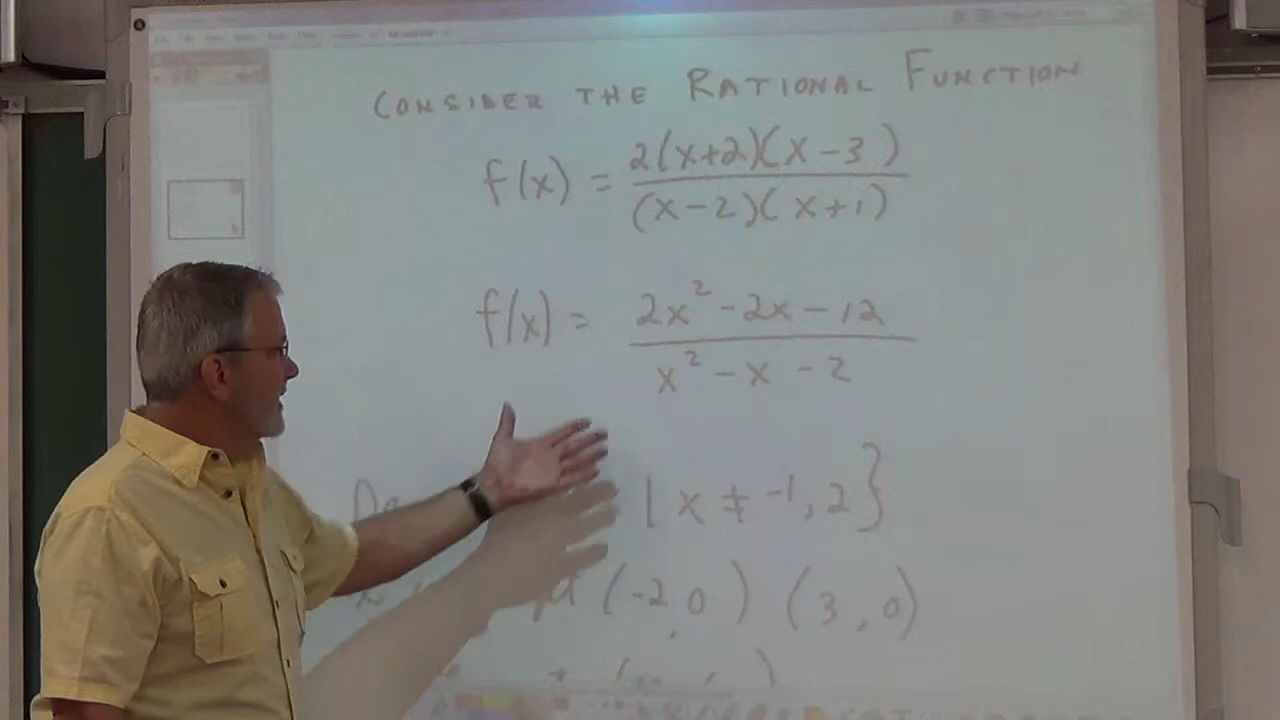 CONSIDER THE RATIONAL FUNCTION
f(x) = 2(x+2)(x-3) / (x-2)(x+1)
f(x) = 2x² - 2x - 12 / x² - x - 2
| x ≠ -1, 2}
(-2, 0) (3, 0)